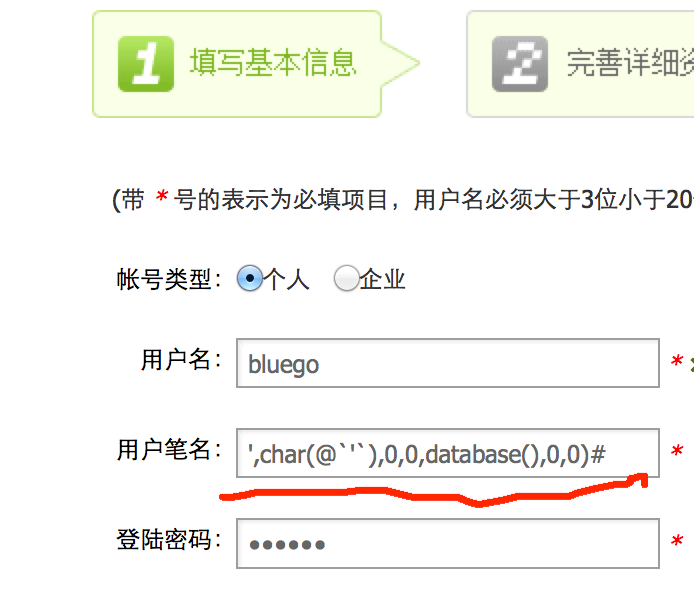 1 填写基本信息
2 完善详细
(带 * 号的表示为必填项目，用户名必须大于3位小于20
帐号类型： 个人 企业
用户名： bluego *
用户笔名： ',char(@`'`),0,0,database(),0,0)# *
登陆密码： ●●●●●● *